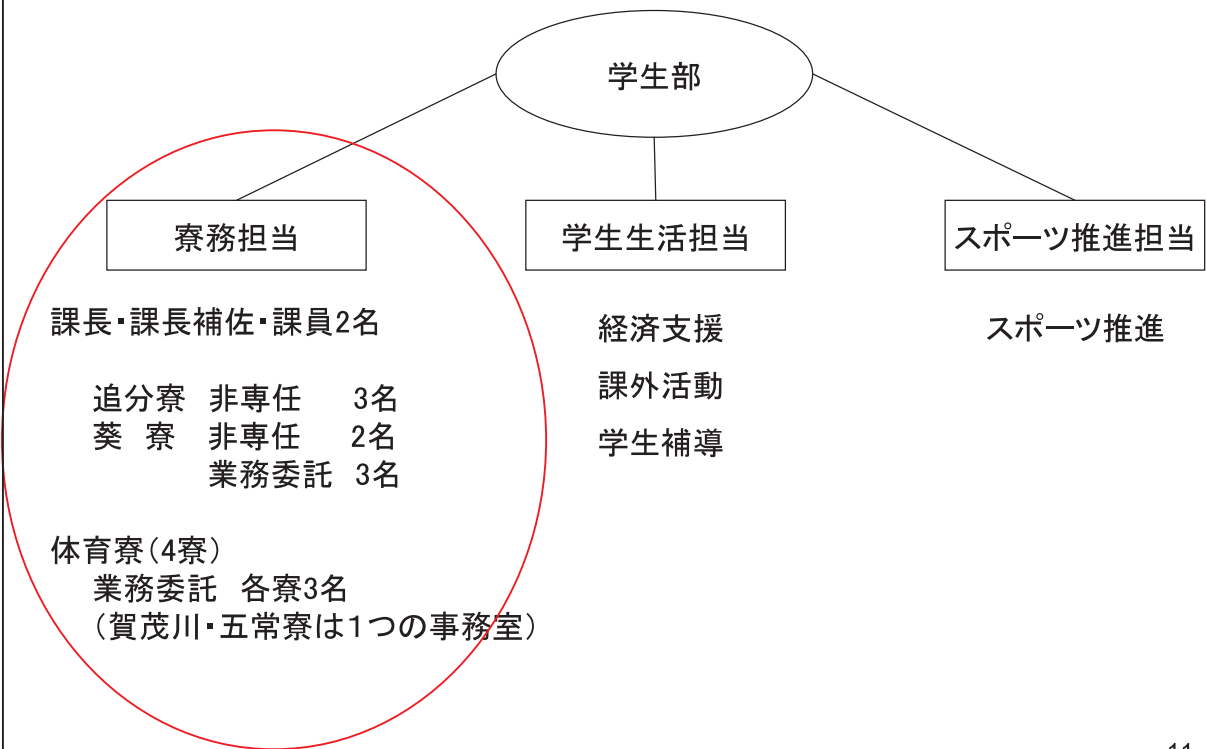 学生部
寮務担当
課長・課長補佐・課員2名
追分寮 非専任 3名
葵 寮 非専任 2名
業務委託 3名
体育寮(4寮)
業務委託 各寮3名
(賀茂川・五常寮は1つの事務室)
学生生活担当
経済支援
課外活動
学生補導
スポーツ推進担当
スポーツ推進